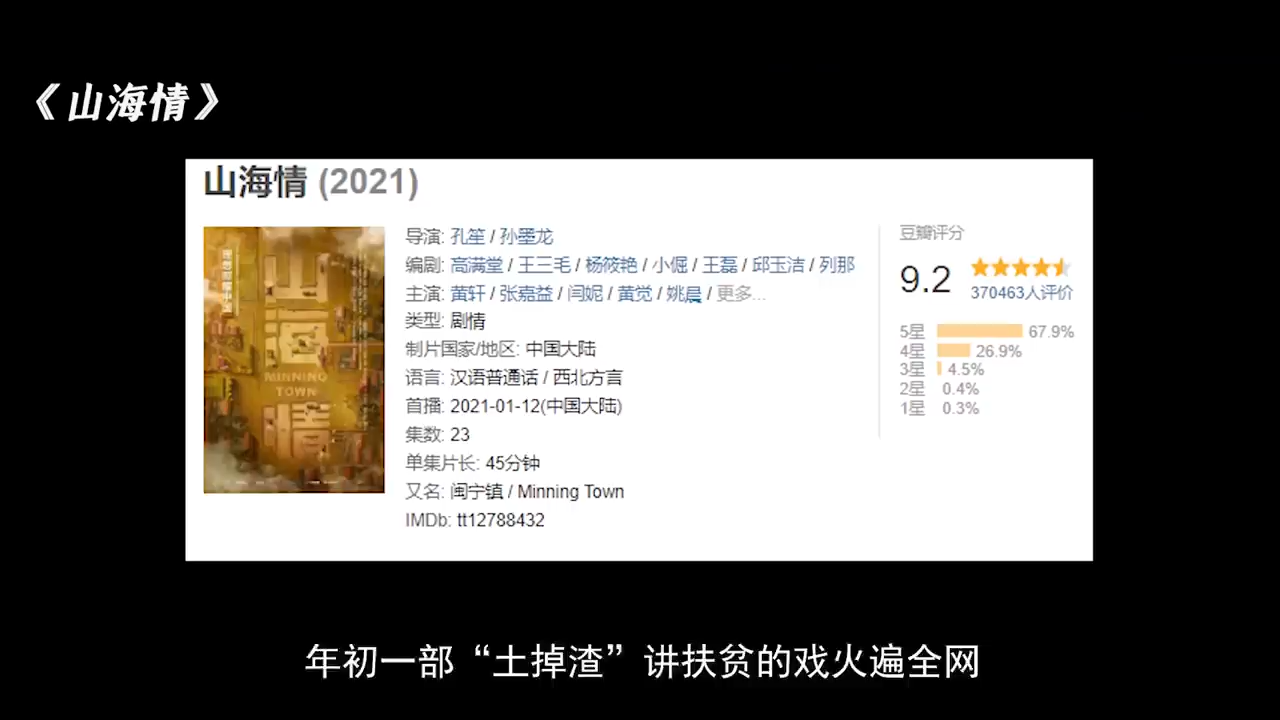 《山海情》
山海情 (2021)
MINNING
TOWN
导演: 孔笙 / 孙墨龙
编剧: 高满堂 / 王三毛 / 杨筱艳 / 小倔 / 王磊 / 邱玉洁 / 列那
主演: 黄轩 / 张嘉益 / 闫妮 / 黄觉 / 姚晨 / 更多...
类型: 剧情
制片国家/地区: 中国大陆
语言: 汉语普通话 / 西北方言
首播: 2021-01-12(中国大陆)
集数: 23
单集片长: 45分钟
又名: 闽宁镇 / Minning Town
IMDb: tt12788432
豆瓣评分
9.2
370463人评价
5星 67.9%
4星 26.9%
3星 4.5%
2星 0.4%
1星 0.3%
年初一部“土掉渣”讲扶贫的戏火遍全网